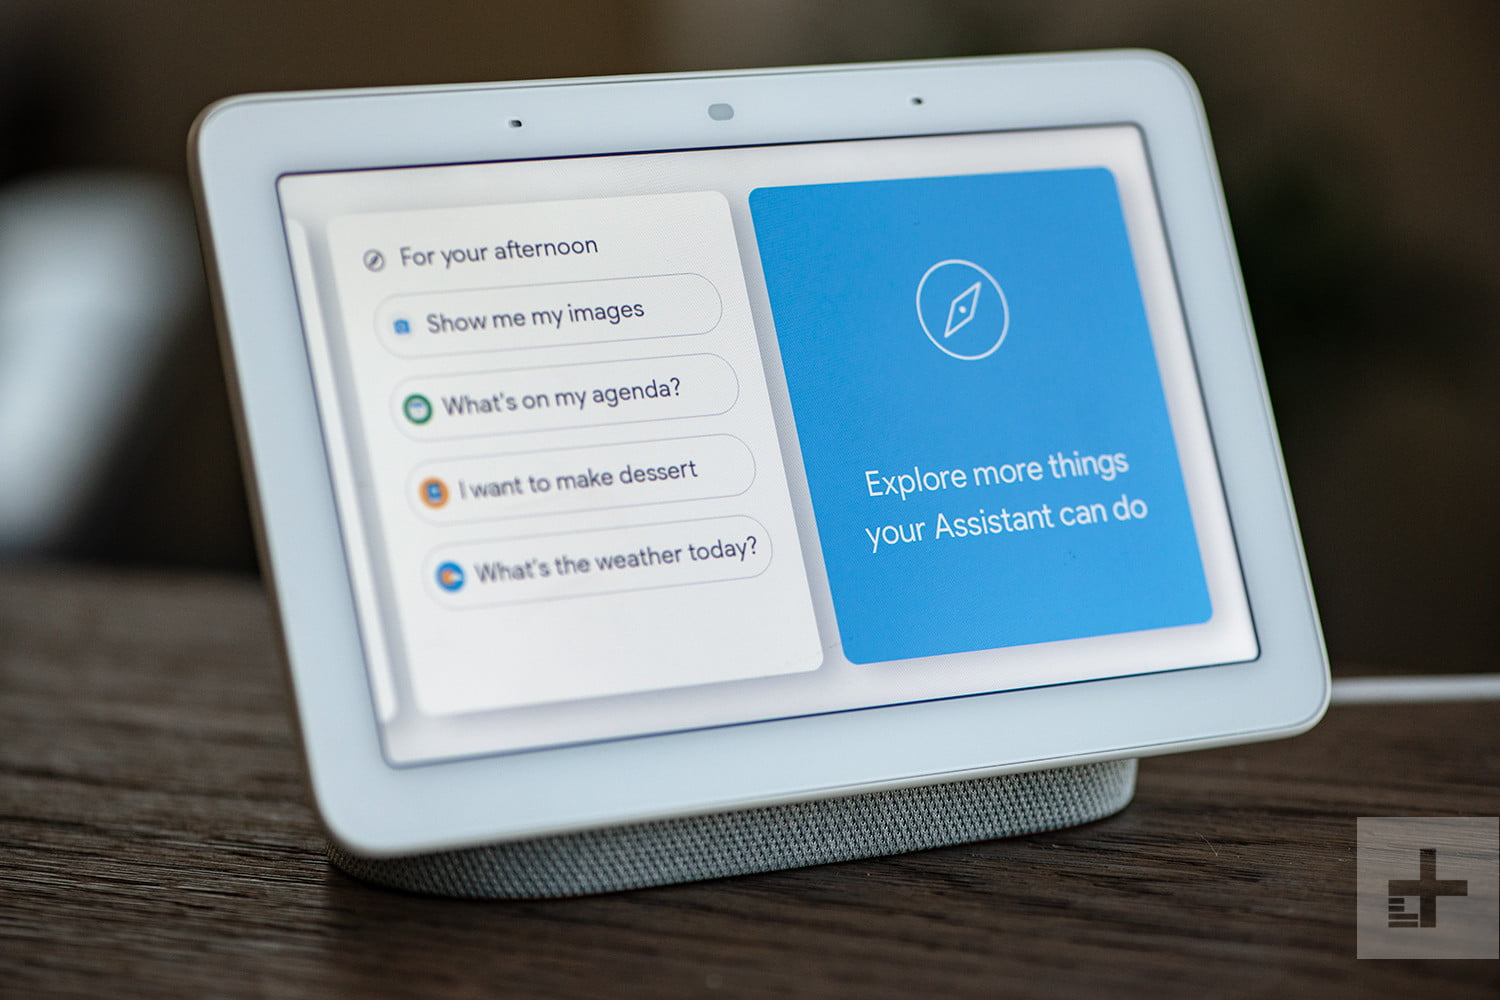 For your afternoon
Show me my images
What's on my agenda?
I want to make dessert
What's the weather today?
Explore more things
your Assistant can do